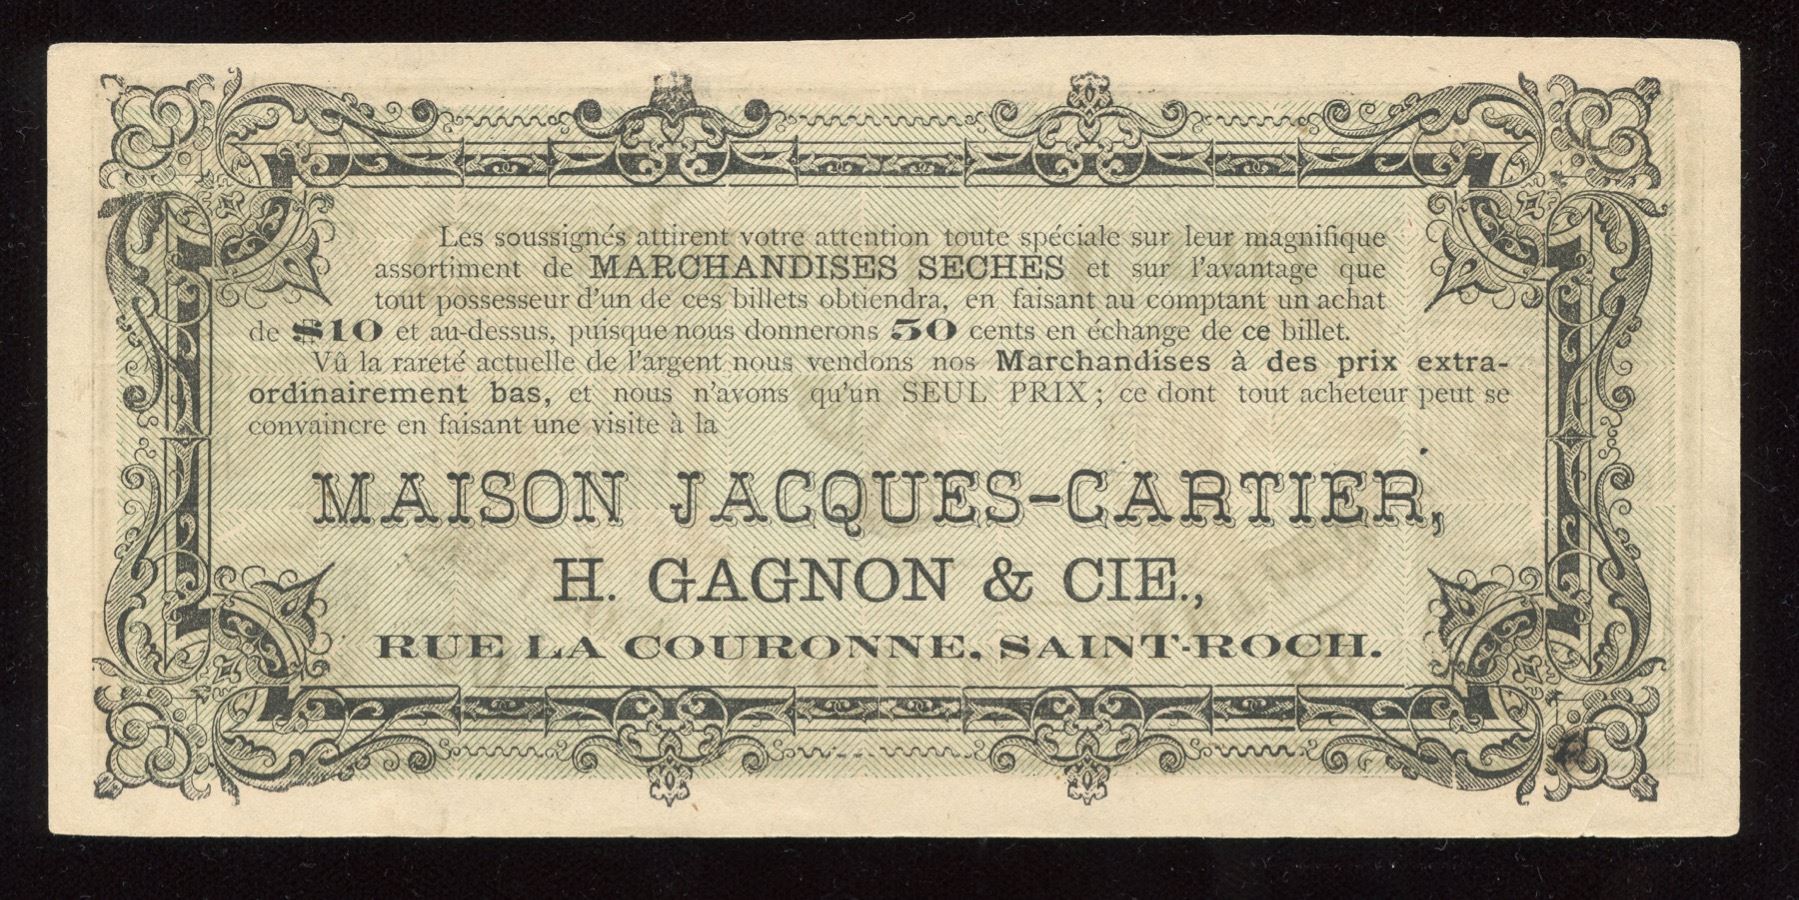 Les soussignés attirent votre attention toute spéciale sur leur magnifique
assortiment de MARCHANDISES SECHES et sur l'avantage que
tout possesseur d'un de ces billets obtiendra, en faisant au comptant un achat
de $10 et au-dessus, puisque nous donnerons 50 cents en échange de ce billet.
Vû la rareté actuelle de l'argent nous vendons nos Marchandises à des prix extra-
ordinairement bas, et nous n'avons qu'un SEUL PRIX; ce dont tout acheteur peut se
convaincre en faisant une visite à la
MAISON JACQUES-CARTIER,
H. GAGNON & CIE.,
RUE LA COURONNE, SAINT-ROCH.